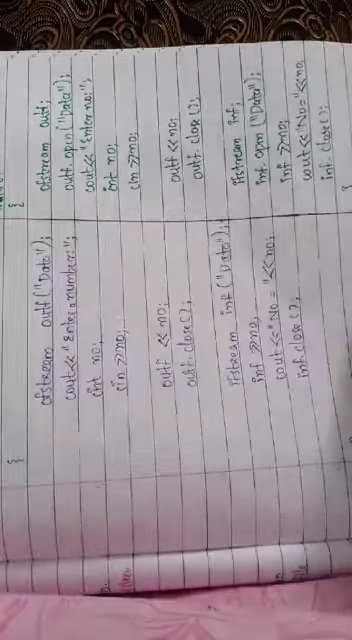 {
ofstream outf("Data");
cout<<"Enter a number:";
int no;
cin >>no;
outf <<no;
outf.close();
ifstream inf ("Data");
inf >>no;
cout<<"No = "<<no;
inf.close();
{
ofstream outf;
outf.open("Data");
cout<<"Enter no:";
int no;
cin >>no;
outf <<no;
outf.close();
ifstream inf;
inf.open("Data");
inf >>no;
cout<<"No="<<no;
inf.close();
}